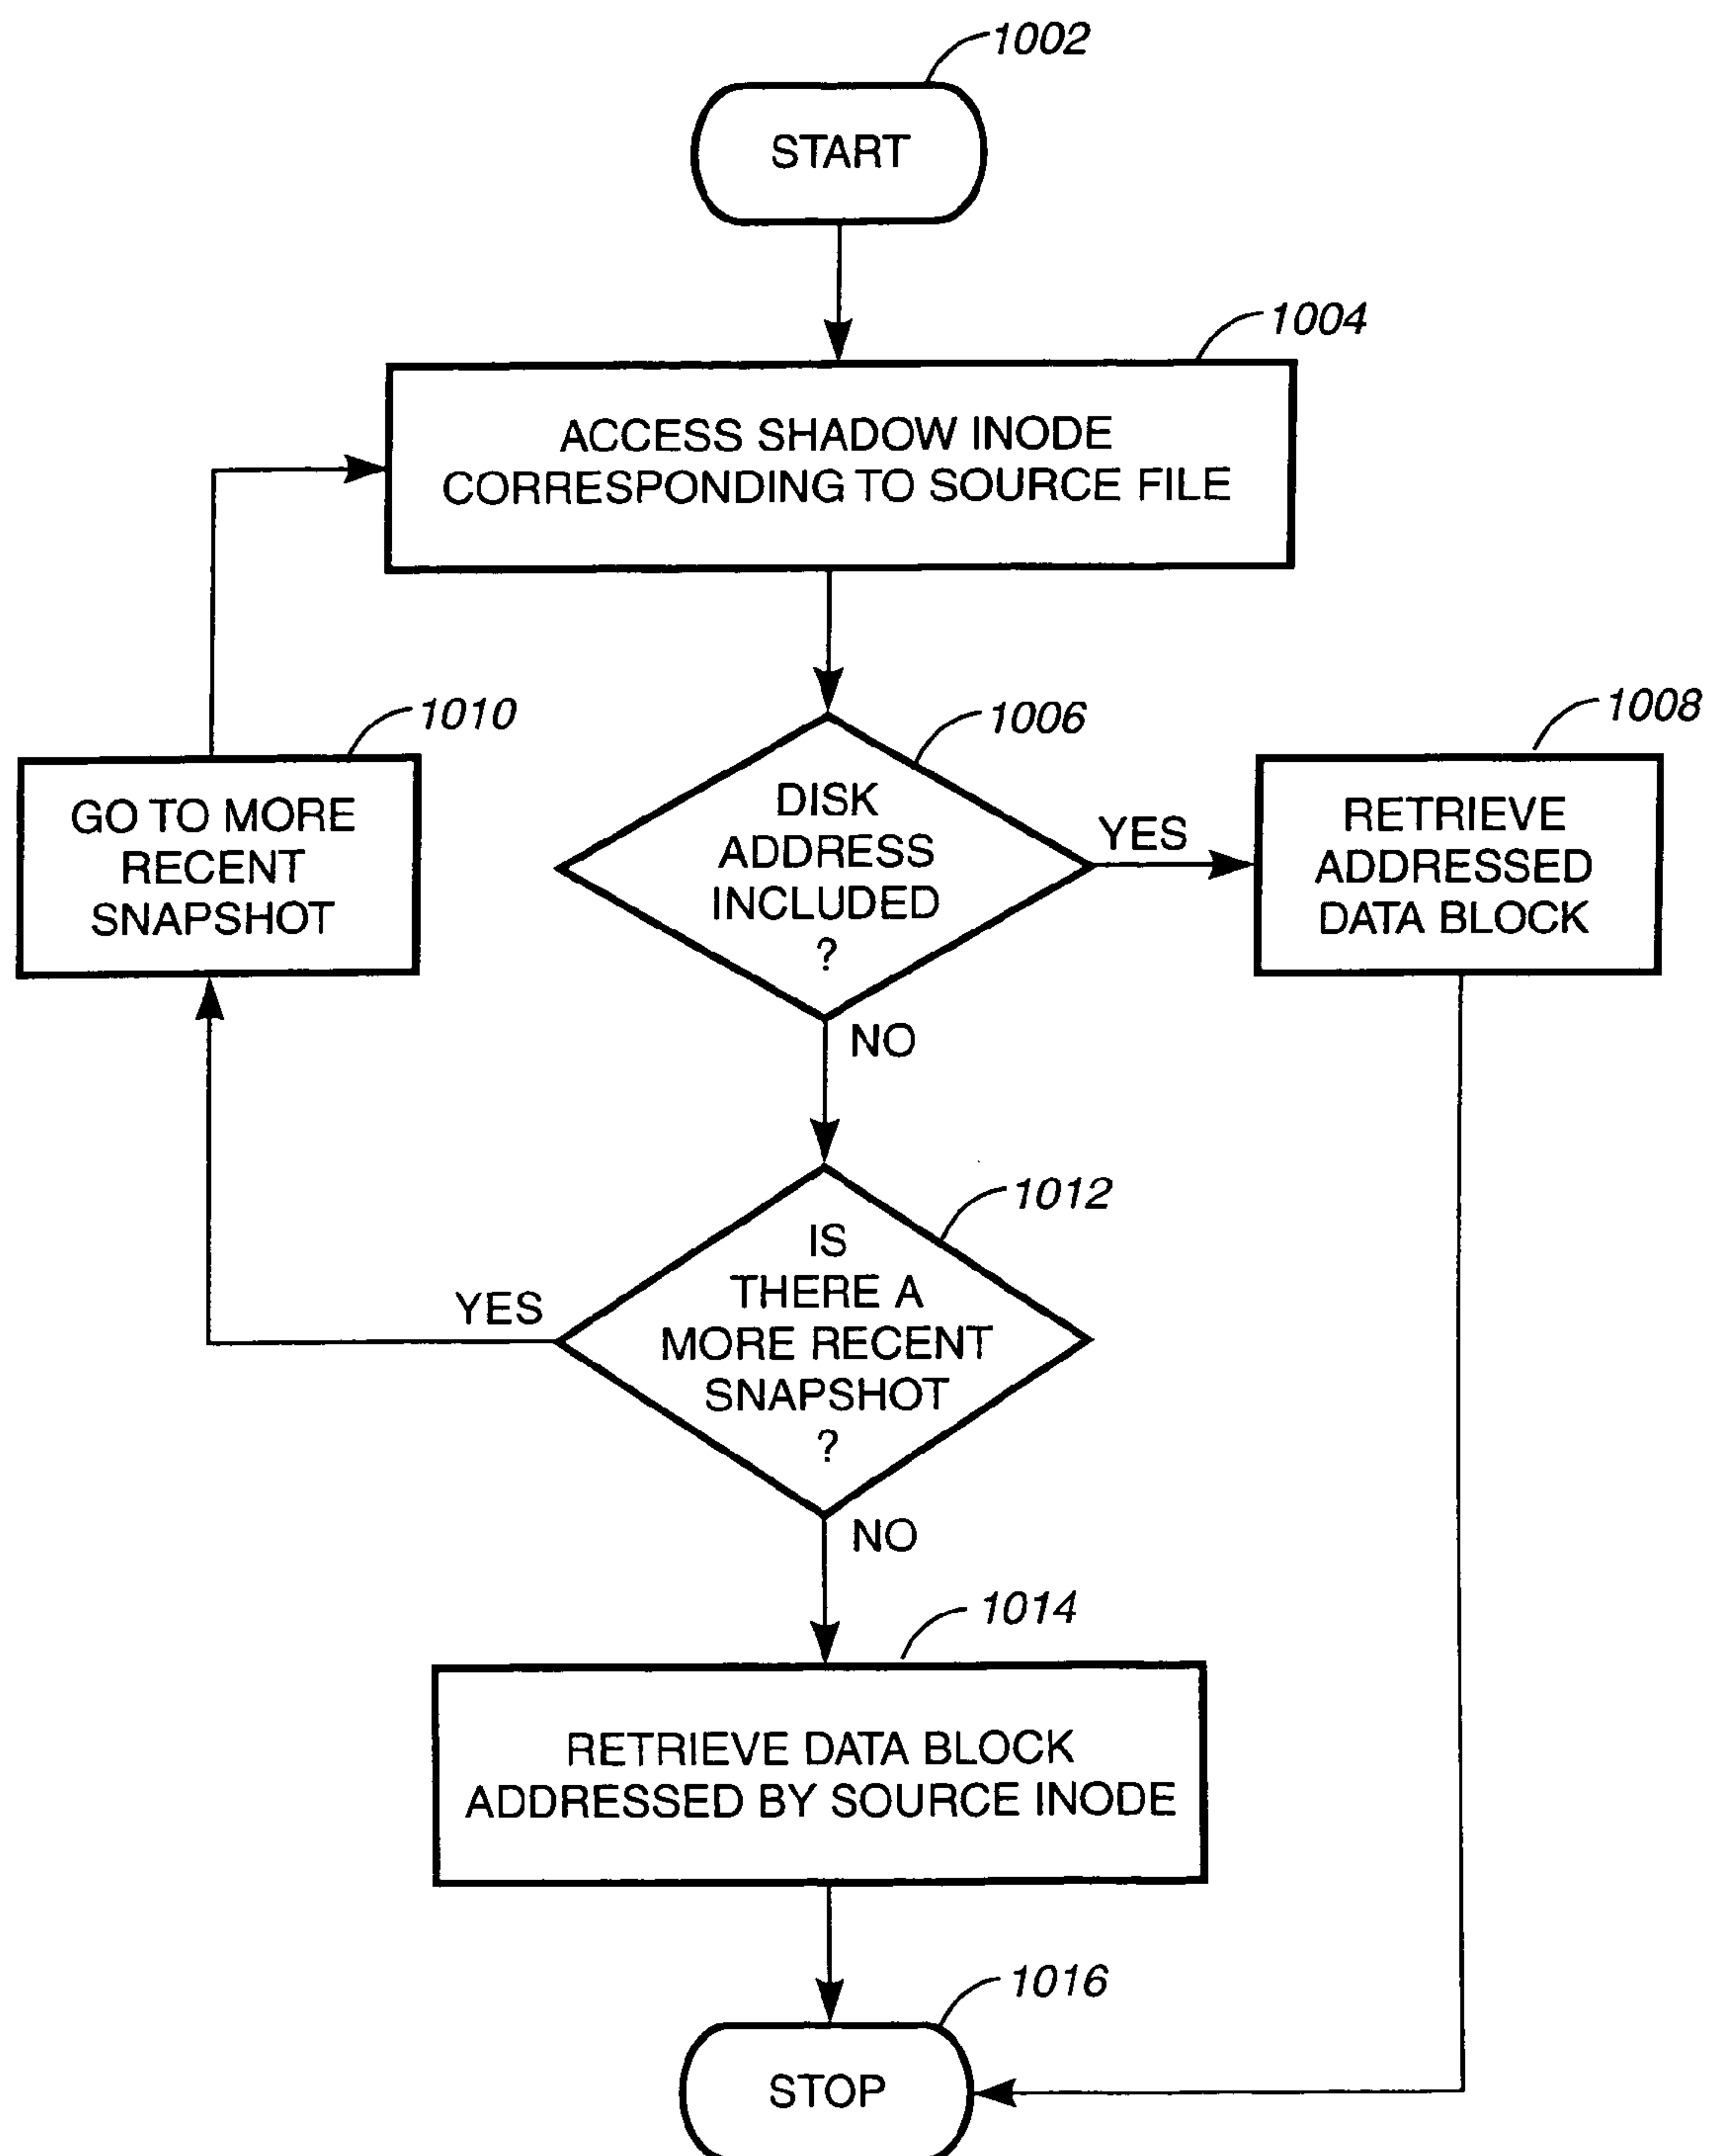 1002
START
1004
ACCESS SHADOW INODE
CORRESPONDING TO SOURCE FILE
1010
GO TO MORE
RECENT
SNAPSHOT
1006
DISK
ADDRESS
INCLUDED
?
YES
1008
RETRIEVE
ADDRESSED
DATA BLOCK
NO
1012
IS
THERE A
MORE RECENT
SNAPSHOT
?
YES
NO
1014
RETRIEVE DATA BLOCK
ADDRESSED BY SOURCE INODE
1016
STOP